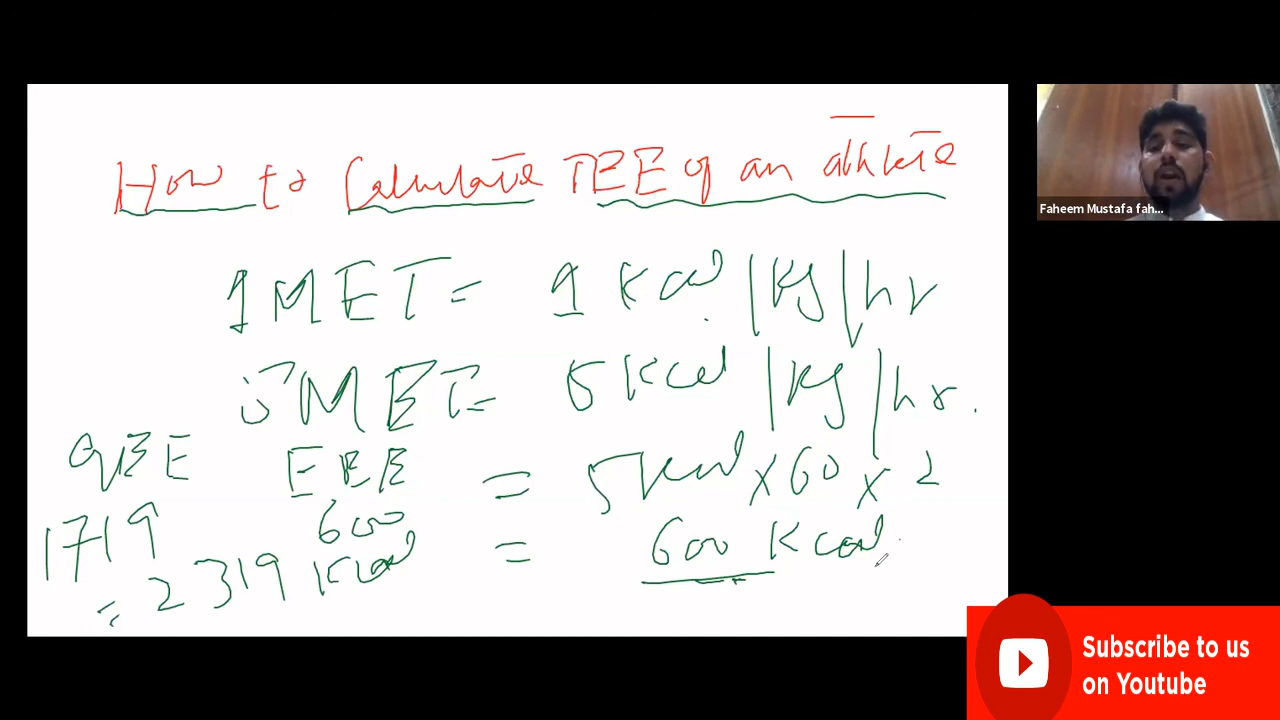 How to Calculate TEE of an athlete
1 MET = 1 Kcal/Kg/hr
5 MET = 5 Kcal/Kg/hr.
EEE = 5 Kcal x 60 x 2
1719 600 = 600 Kcal
= 2319 Kcal
Faheem Mustafa fah...
Subscribe to us
on Youtube